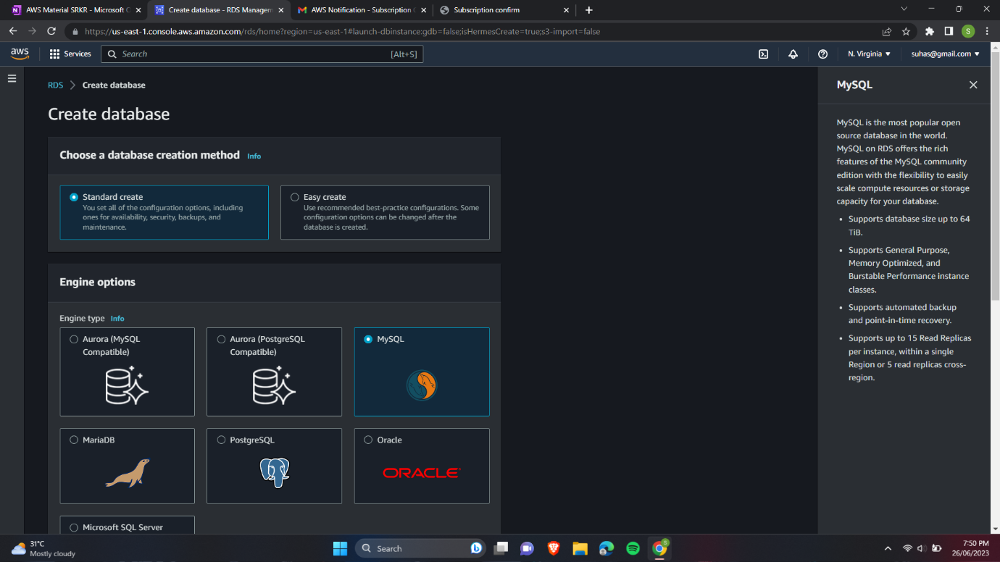 AWS Material SRKR - Microsoft O
Create database - RDS Managem
AWS Notification - Subscription C
Subscription confirm
https://us-east-1.console.aws.amazon.com/rds/home?region=us-east-1#launch-dbinstance:gdb=false;isHermesCreate=true;s3-import=false
S
aws
Services
Search
[Alt+S]
N. Virginia
suhas@gmail.com
RDS
Create database
Create database
Choose a database creation method Info
Standard create
You set all of the configuration options, including
ones for availability, security, backups, and
maintenance.
Easy create
Use recommended best-practice configurations. Some
configuration options can be changed after the
database is created.
Engine options
Engine type Info
Aurora (MySQL
Compatible)
Aurora (PostgreSQL
Compatible)
MySQL
MariaDB
PostgreSQL
Oracle
ORACLE
Microsoft SQL Server
MySQL
MySQL is the most popular open
source database in the world.
MySQL on RDS offers the rich
features of the MySQL community
edition with the flexibility to easily
scale compute resources or storage
capacity for your database.
• Supports database size up to 64
TiB.
• Supports General Purpose,
Memory Optimized, and
Burstable Performance instance
classes.
• Supports automated backup
and point-in-time recovery.
• Supports up to 15 Read Replicas
per instance, within a single
Region or 5 read replicas cross-
region.
31°C
Mostly cloudy
Search
7:50 PM
26/06/2023